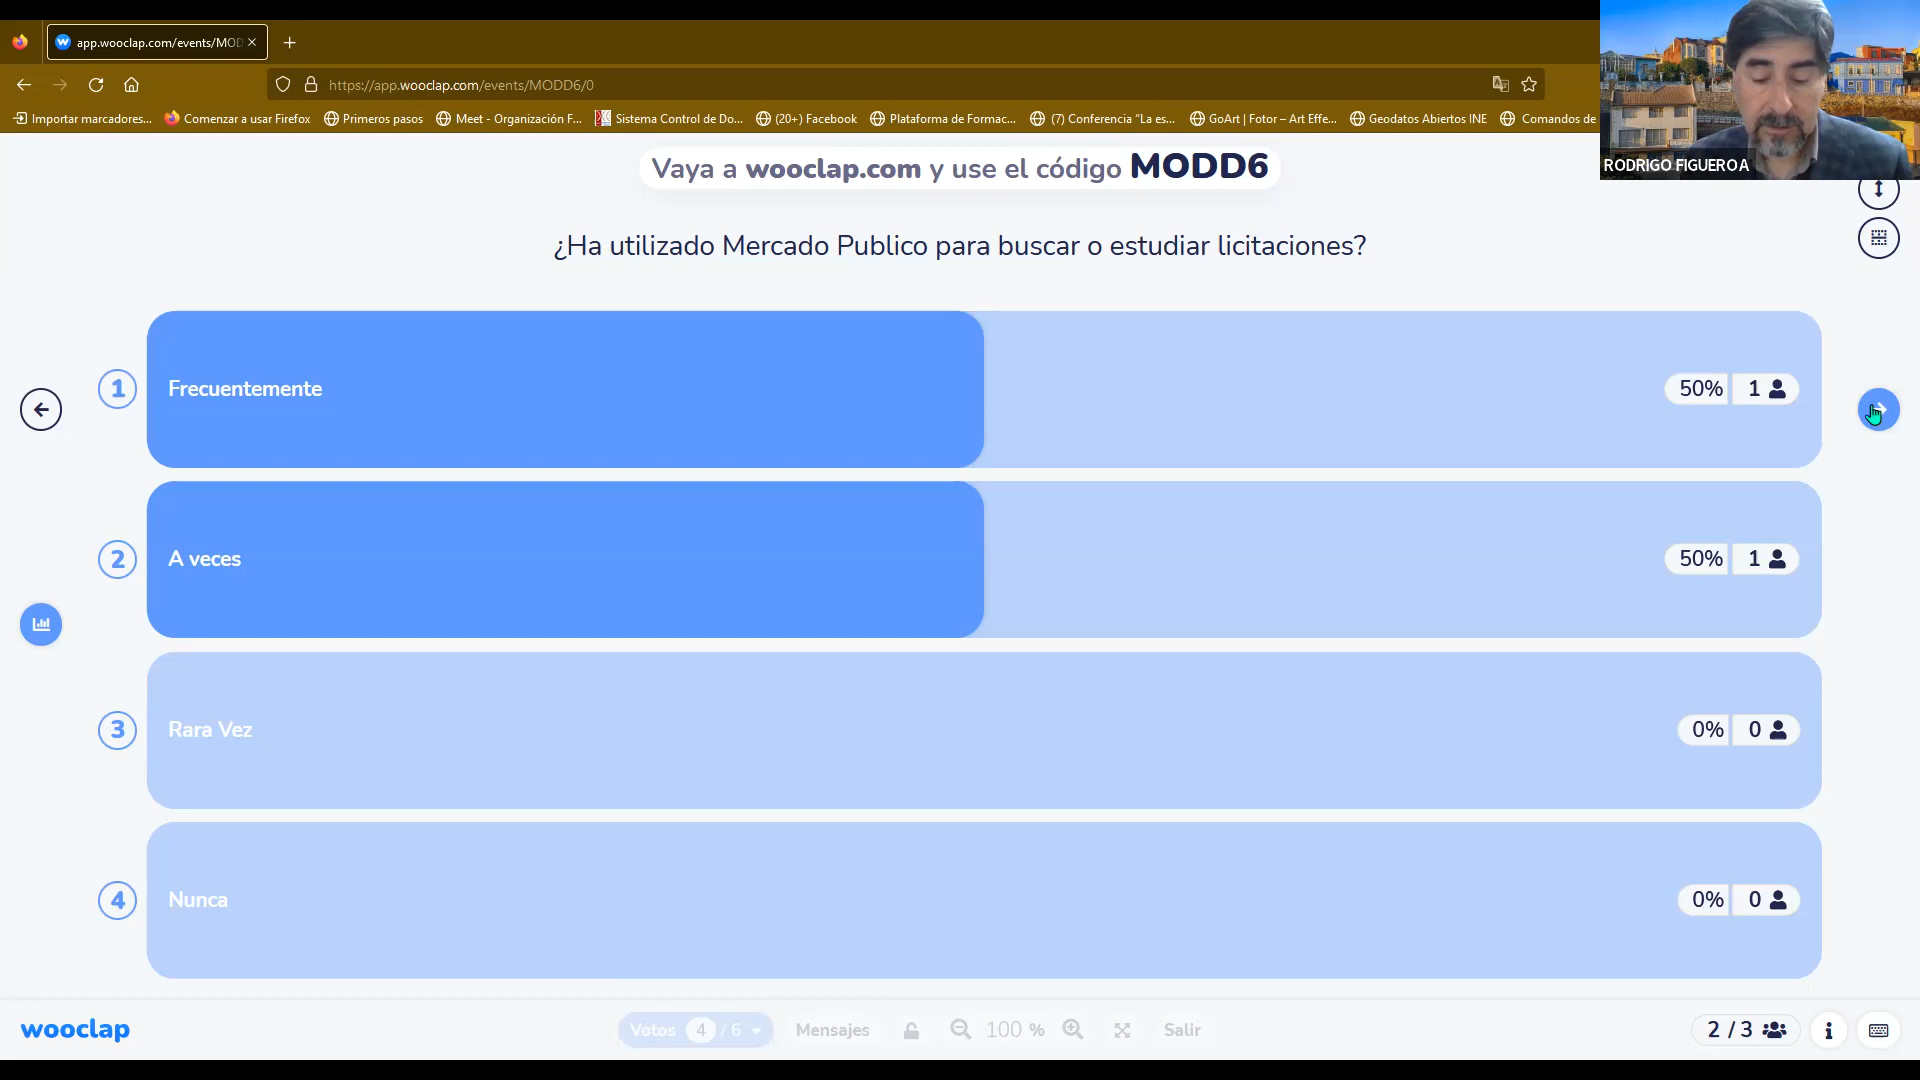 app.wooclap.com/events/MOD
https://app.wooclap.com/events/MODD6/0
Importar marcadores... Comenzar a usar Firefox Primeros pasos Meet - Organización F... Sistema Control de Do... (20+) Facebook Plataforma de Formac... (7) Conferencia "La es... GoArt | Fotor – Art Effe... Geodatos Abiertos INE Comandos de
RODRIGO FIGUEROA
Vaya a wooclap.com y use el código MODD6
¿Ha utilizado Mercado Publico para buscar o estudiar licitaciones?
1 Frecuentemente 50% 1
2 A veces 50% 1
3 Rara Vez 0% 0
4 Nunca 0% 0
wooclap Votos 4 / 6 Mensajes 100 % Salir 2 / 3